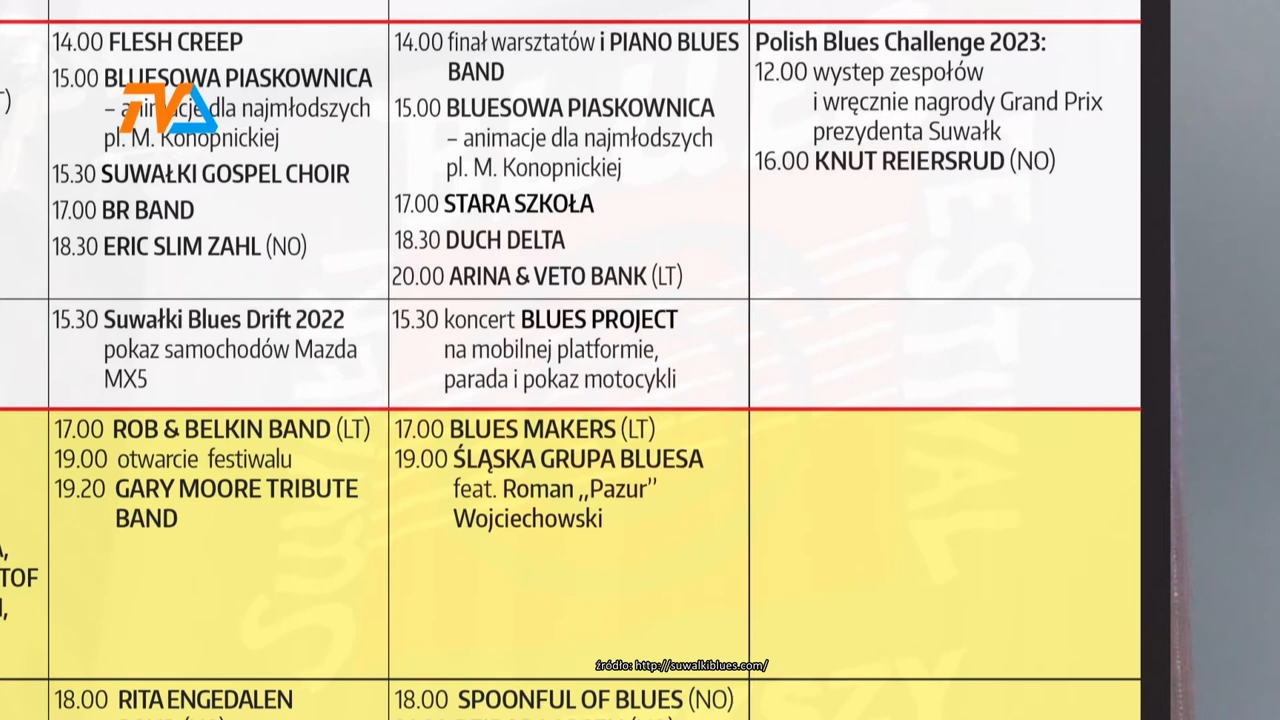 14.00 FLESH CREEP
15.00 BLUESOWA PIASKOWNICA
– animacje dla najmłodszych
pl. M. Konopnickiej
15.30 SUWAŁKI GOSPEL CHOIR
17.00 BR BAND
18.30 ERIC SLIM ZAHL (NO)
14.00 finał warsztatów i PIANO BLUES
BAND
15.00 BLUESOWA PIASKOWNICA
– animacje dla najmłodszych
pl. M. Konopnickiej
17.00 STARA SZKOŁA
18.30 DUCH DELTA
20.00 ARINA & VETO BANK (LT)
Polish Blues Challenge 2023:
12.00 wystep zespołów
i wręcznie nagrody Grand Prix
prezydenta Suwałk
16.00 KNUT REIERSRUD (NO)
15.30 Suwałki Blues Drift 2022
pokaz samochodów Mazda
MX5
15.30 koncert BLUES PROJECT
na mobilnej platformie,
parada i pokaz motocykli
17.00 ROB & BELKIN BAND (LT)
19.00 otwarcie festiwalu
19.20 GARY MOORE TRIBUTE
BAND
17.00 BLUES MAKERS (LT)
19.00 ŚLĄSKA GRUPA BLUESA
feat. Roman „Pazur”
Wojciechowski
TOF
źródło: http://suwalkiblues.com/
18.00 RITA ENGEDALEN
18.00 SPOONFUL OF BLUES (NO)